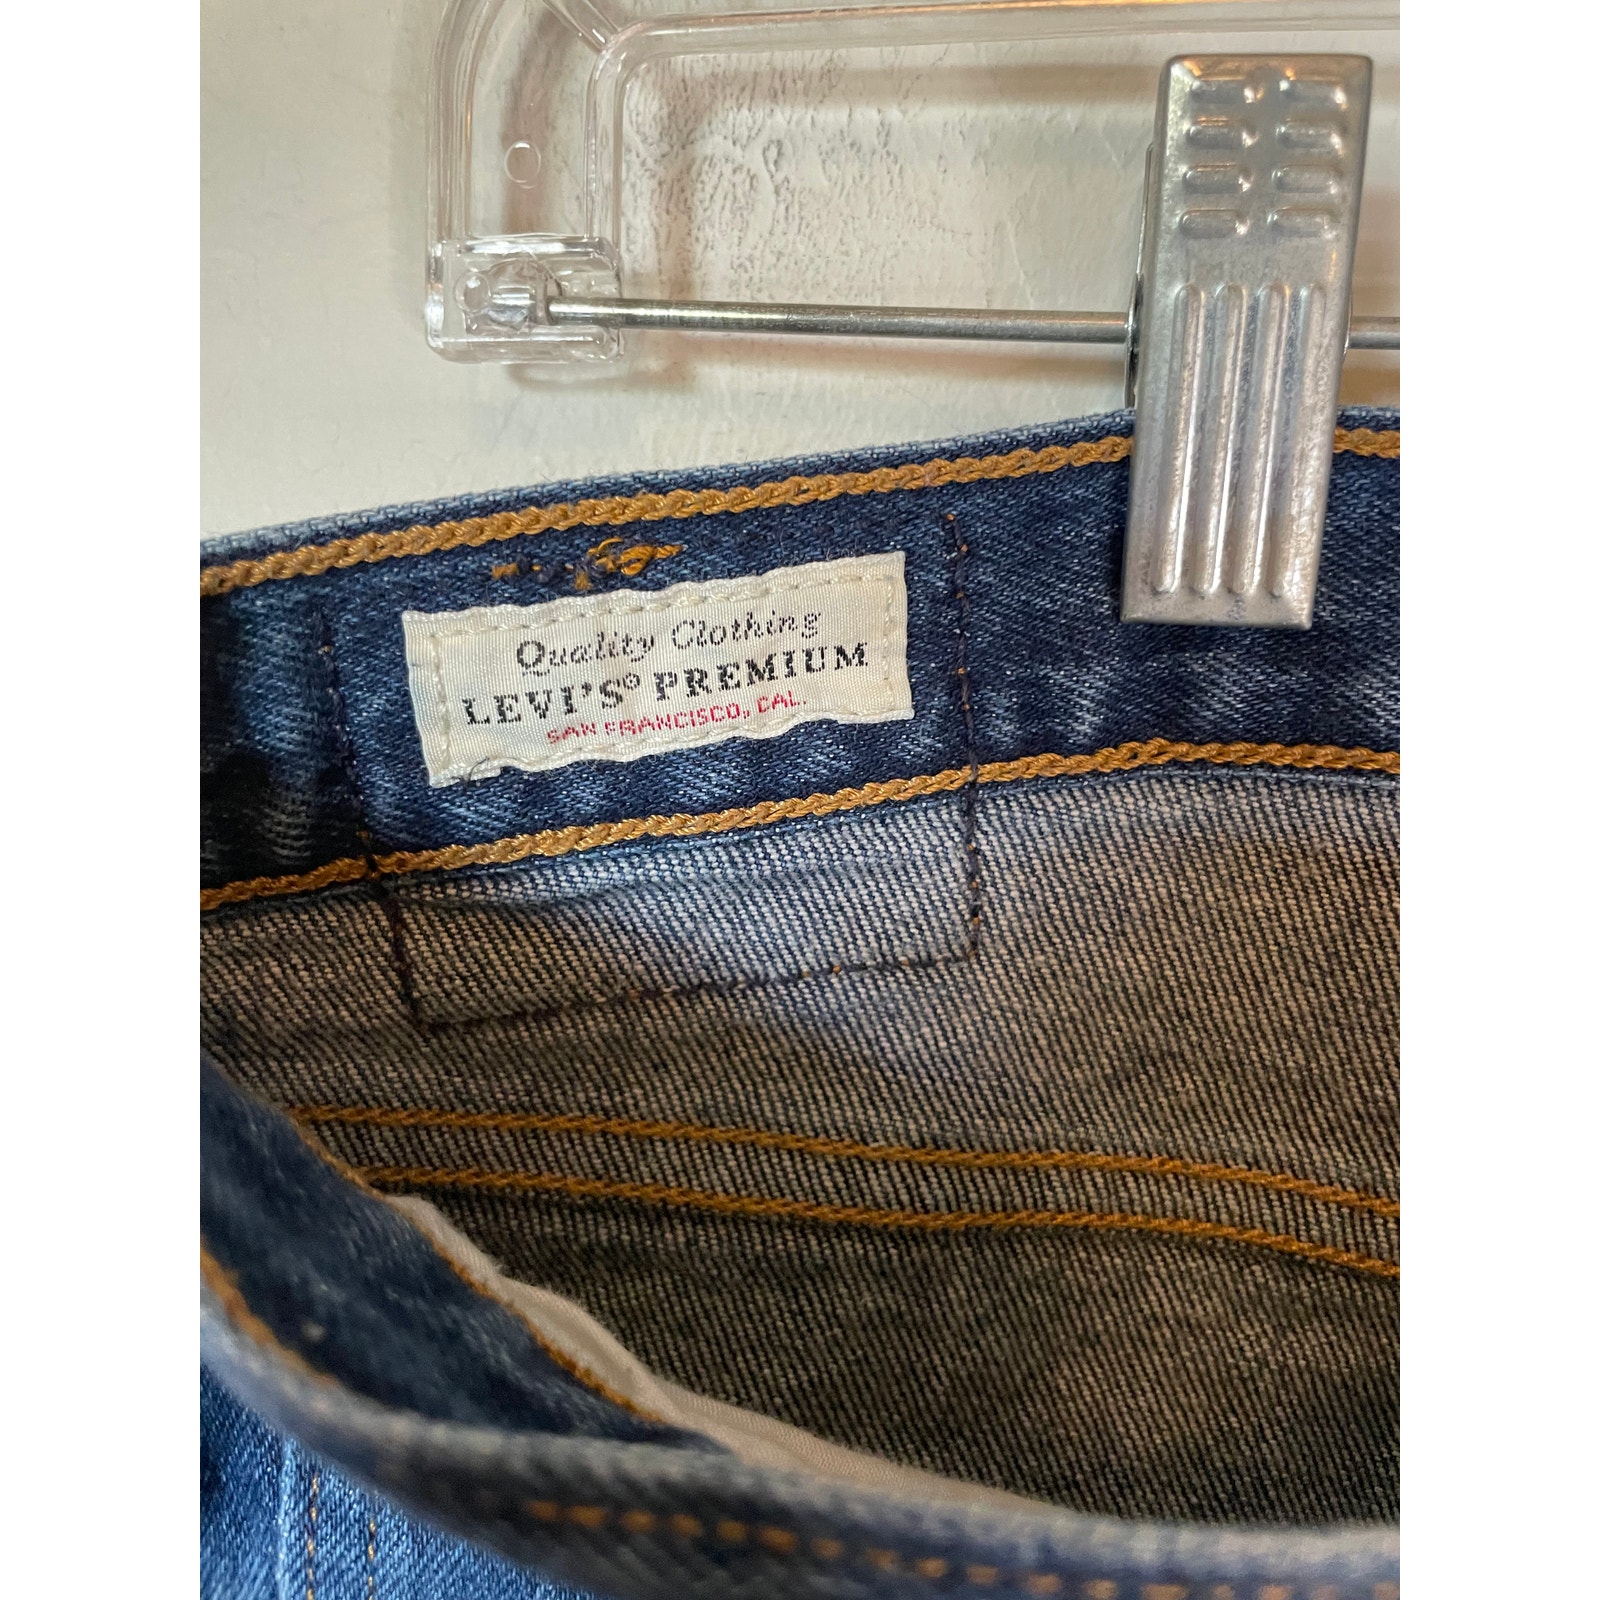 Quality Clothing
LEVI'S® PREMIUM
SAN FRANCISCO, CAL.